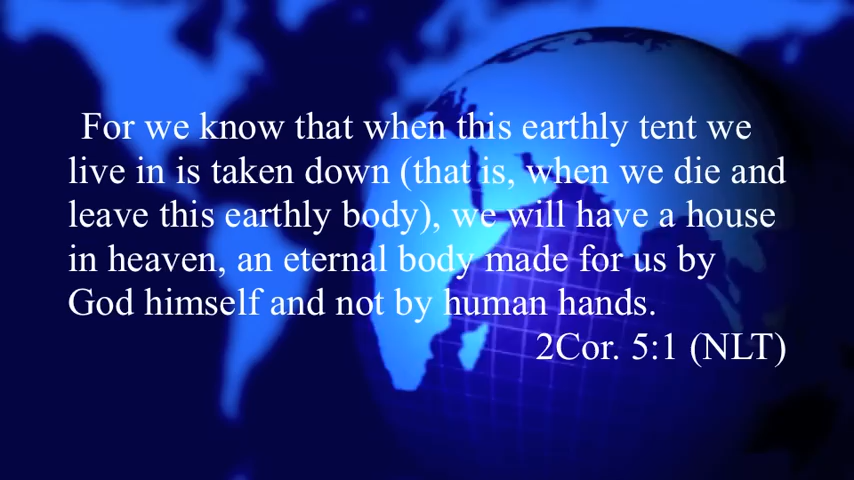 For we know that when this earthly tent we
live in is taken down (that is, when we die and
leave this earthly body), we will have a house
in heaven, an eternal body made for us by
God himself and not by human hands.
2Cor. 5:1 (NLT)